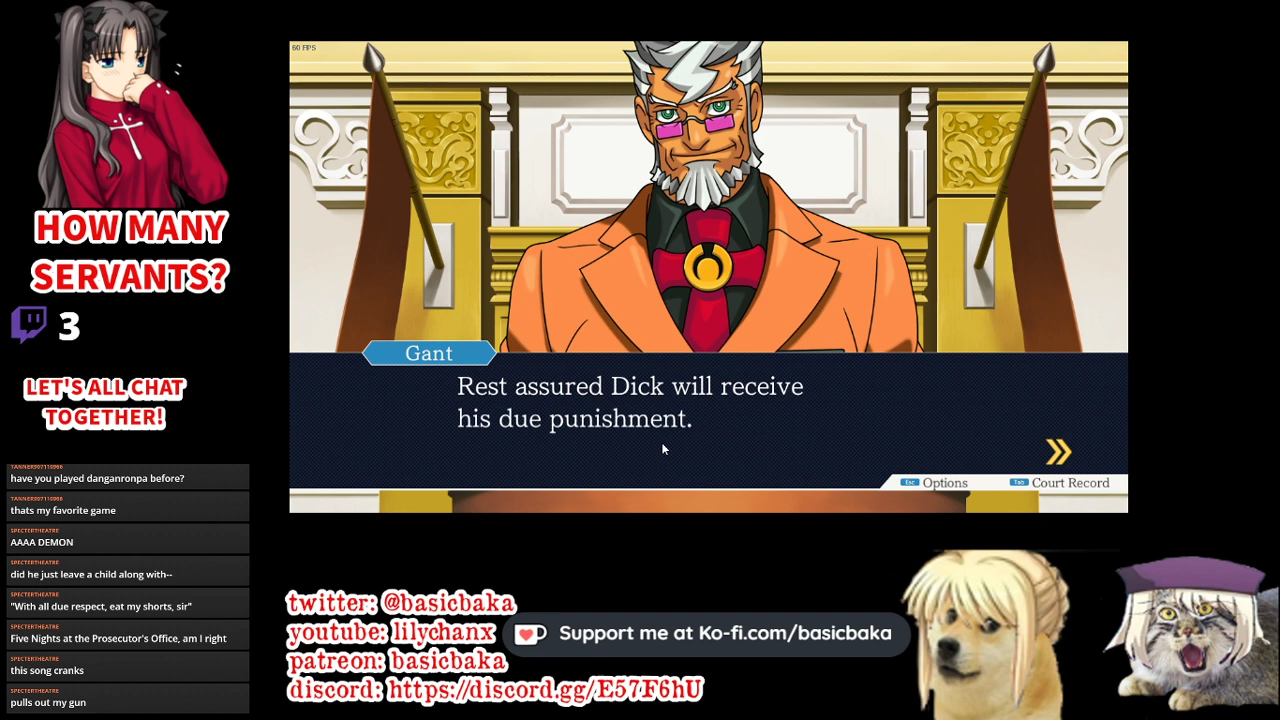 HOW MANY
SERVANTS?
3
LET'S ALL CHAT
TOGETHER!
TANNER907110966
have you played danganronpa before?
TANNER907110966
thats my favorite game
SPECTERTHEATRE
AAAA DEMON
SPECTERTHEATRE
did he just leave a child along with--
SPECTERTHEATRE
"With all due respect, eat my shorts, sir"
SPECTERTHEATRE
Five Nights at the Prosecutor's Office, am I right
SPECTERTHEATRE
this song cranks
SPECTERTHEATRE
pulls out my gun
60 FPS
Gant
Rest assured Dick will receive
his due punishment.
Esc Options
Tab Court Record
twitter: @basicbaka
youtube: lilychanx
patreon: basicbaka
discord: https://discord.gg/E57F6hU
Support me at Ko-fi.com/basicbaka